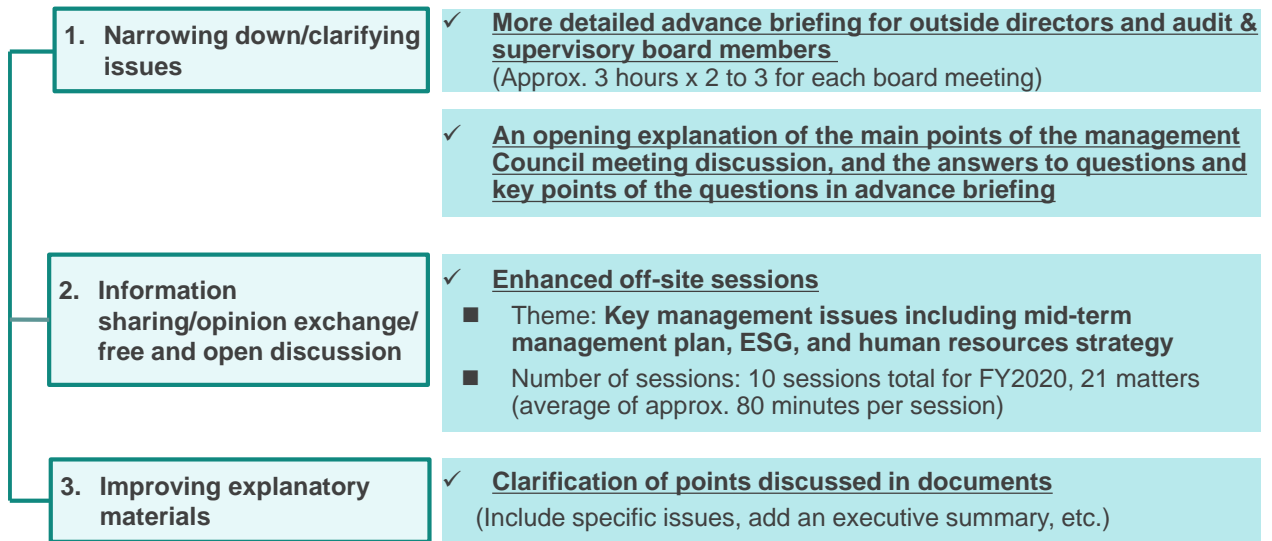 1. Narrowing down/clarifying
issues
✓ More detailed advance briefing for outside directors and audit &
supervisory board members
(Approx. 3 hours x 2 to 3 for each board meeting)
✓ An opening explanation of the main points of the management
Council meeting discussion, and the answers to questions and
key points of the questions in advance briefing
2. Information
sharing/opinion exchange/
free and open discussion
✓ Enhanced off-site sessions
■ Theme: Key management issues including mid-term
management plan, ESG, and human resources strategy
■ Number of sessions: 10 sessions total for FY2020, 21 matters
(average of approx. 80 minutes per session)
3. Improving explanatory
materials
✓ Clarification of points discussed in documents
(Include specific issues, add an executive summary, etc.)